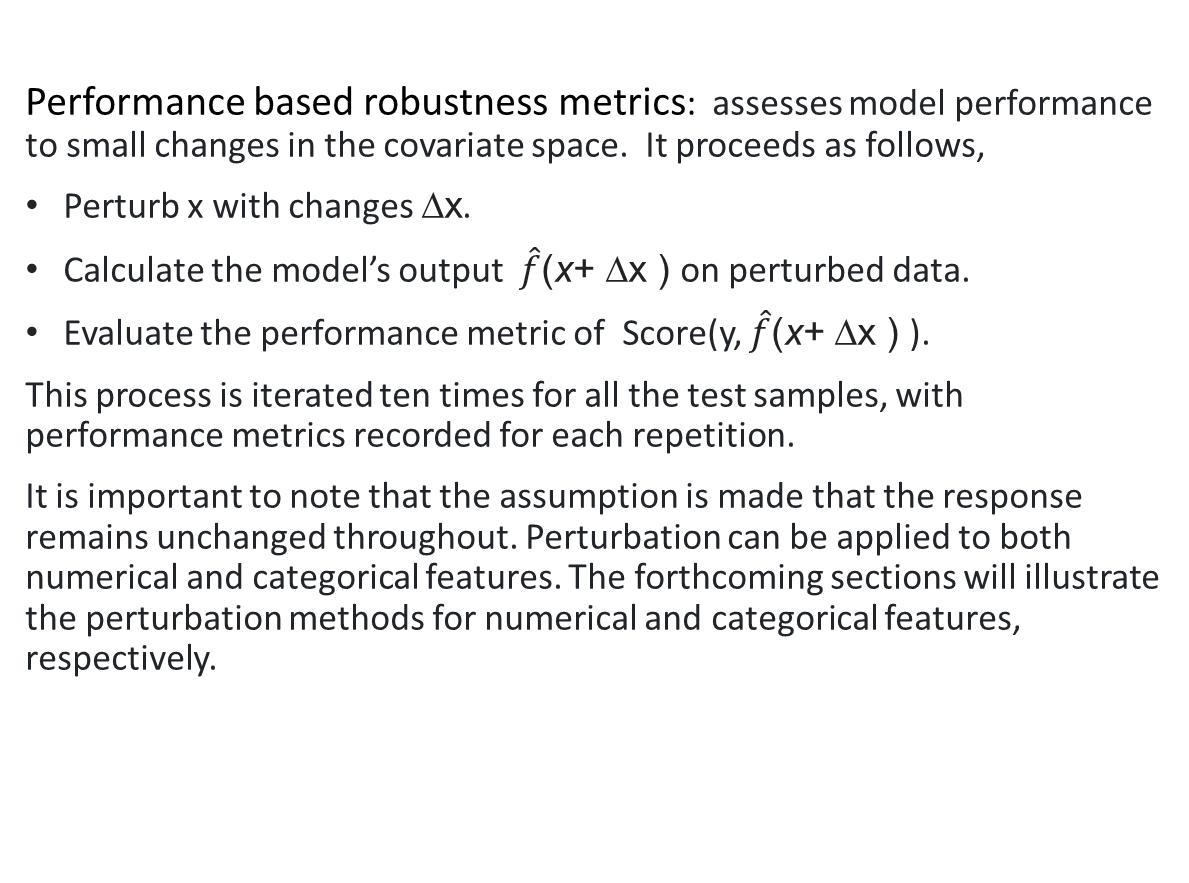 Performance based robustness metrics: assesses model performance
to small changes in the covariate space. It proceeds as follows,
• Perturb x with changes Δx.
• Calculate the model’s output f̂(x+ Δx ) on perturbed data.
• Evaluate the performance metric of Score(y, f̂(x+ Δx ) ).
This process is iterated ten times for all the test samples, with
performance metrics recorded for each repetition.
It is important to note that the assumption is made that the response
remains unchanged throughout. Perturbation can be applied to both
numerical and categorical features. The forthcoming sections will illustrate
the perturbation methods for numerical and categorical features,
respectively.